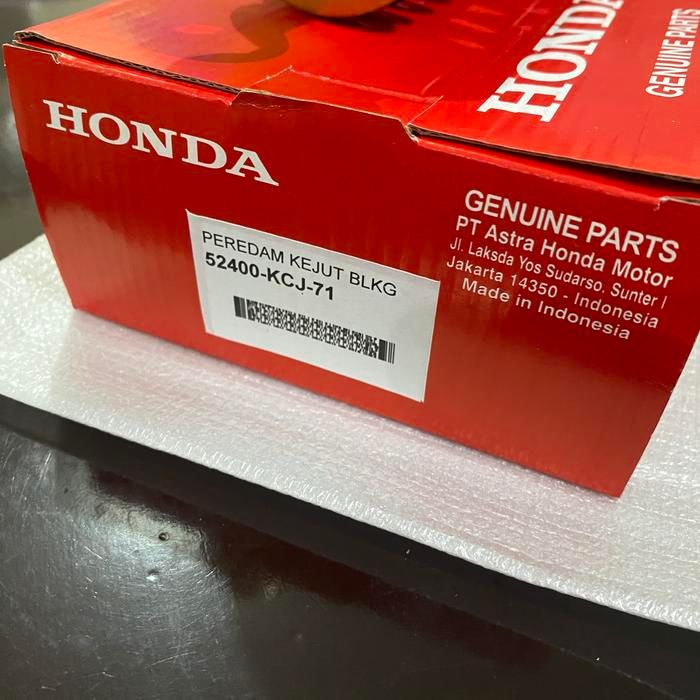 HONDA
GENUINE PARTS
HONDA
GENUINE PARTS
PT Astra Honda Motor
Jl. Laksda Yos Sudarso, Sunter I
Jakarta 14350 - Indonesia
Made in Indonesia
PEREDAM KEJUT BLKG
52400-KCJ-71